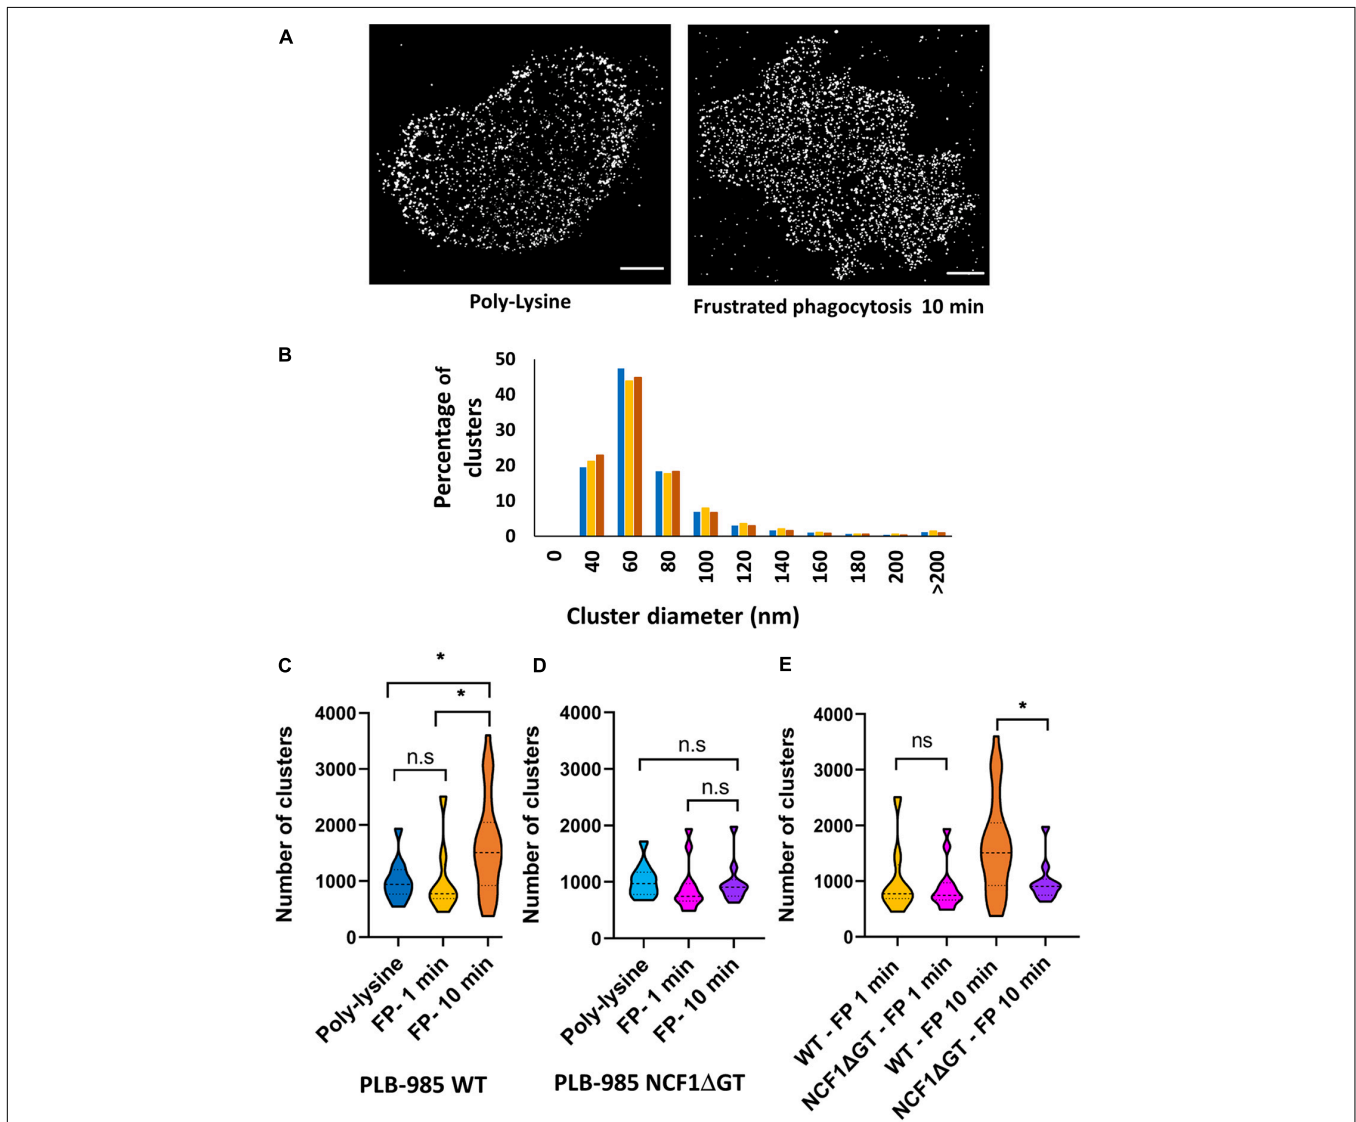 A
Poly-Lysine
Frustrated phagocytosis 10 min
B
Percentage of
clusters
50
40
30
20
10
0
0
40
60
80
100
120
140
160
180
200
>200
Cluster diameter (nm)
C
*
*
n.s
Number of clusters
4000
3000
2000
1000
0
Poly-lysine
FP- 1 min
FP- 10 min
PLB-985 WT
D
n.s
n.s
Number of clusters
4000
3000
2000
1000
0
Poly-lysine
FP- 1 min
FP- 10 min
PLB-985 NCF1ΔGT
E
*
ns
Number of clusters
4000
3000
2000
1000
0
WT - FP 1 min
NCF1ΔGT - FP 1 min
WT - FP 10 min
NCF1ΔGT - FP 10 min